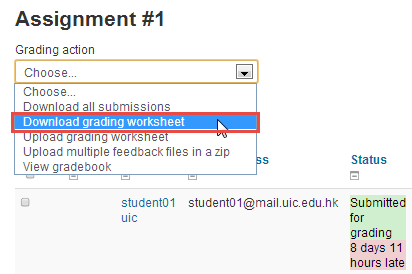 Assignment #1
Grading action
Choose...
Choose...
Download all submissions
Download grading worksheet
Upload grading worksheet
Upload multiple feedback files in a zip
View gradebook
ss Status
student01 student01@mail.uic.edu.hk Submitted
uic for
grading
8 days 11
hours late